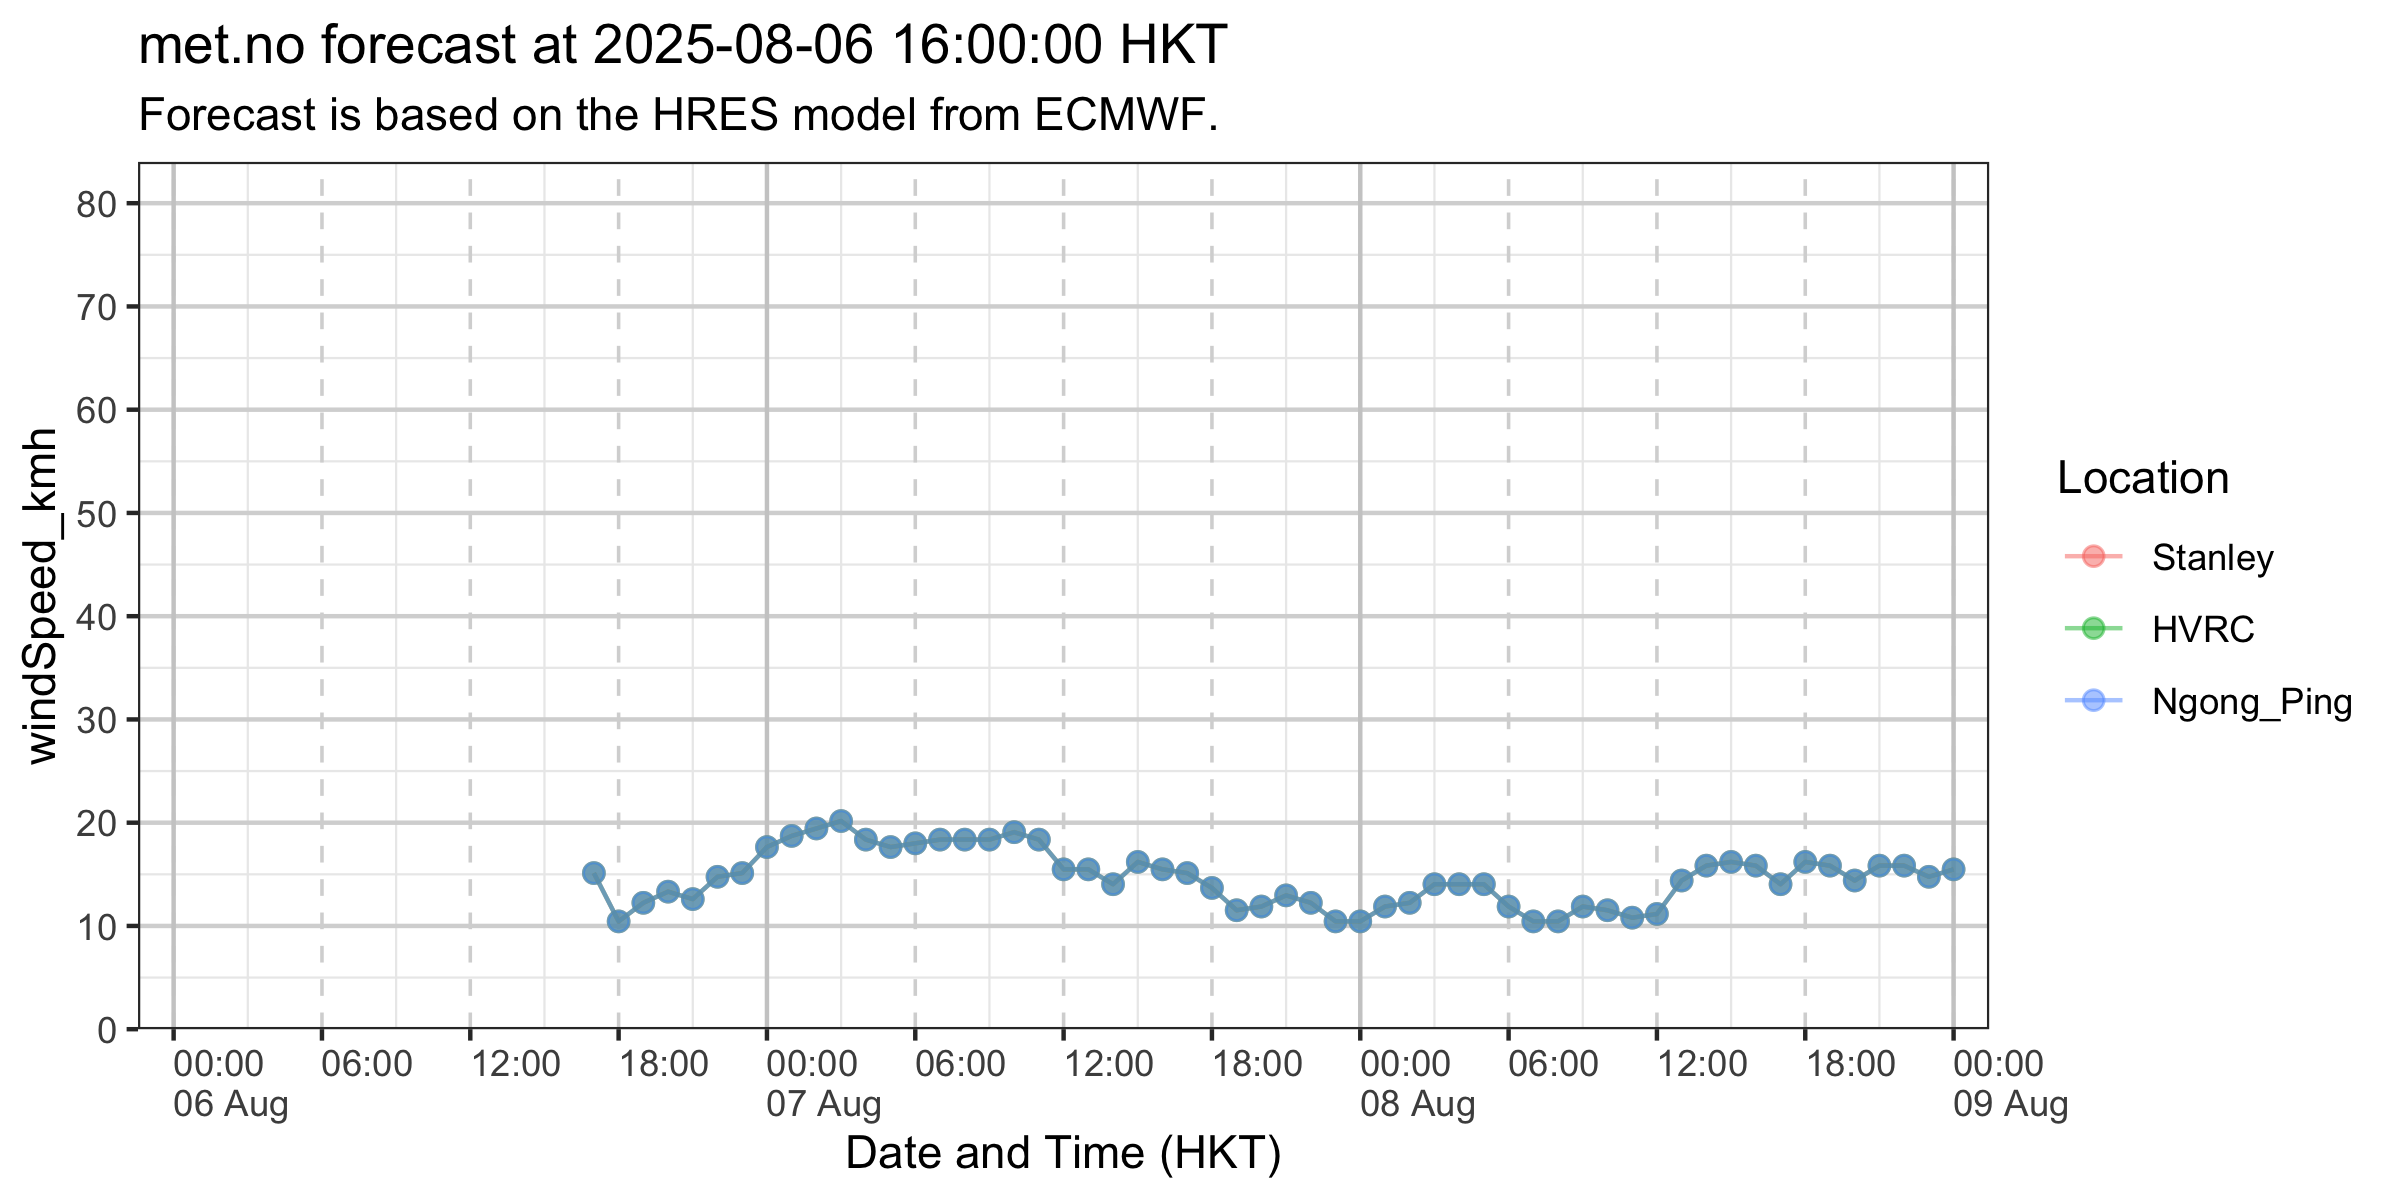 met.no forecast at 2025-08-06 16:00:00 HKT
Forecast is based on the HRES model from ECMWF.
windSpeed_kmh
80
70
60
50
40
30
20
10
0
00:00 06:00 12:00 18:00 00:00 06:00 12:00 18:00 00:00 06:00 12:00 18:00 00:00
06 Aug 07 Aug 08 Aug 09 Aug
Date and Time (HKT)
Location
Stanley
HVRC
Ngong_Ping